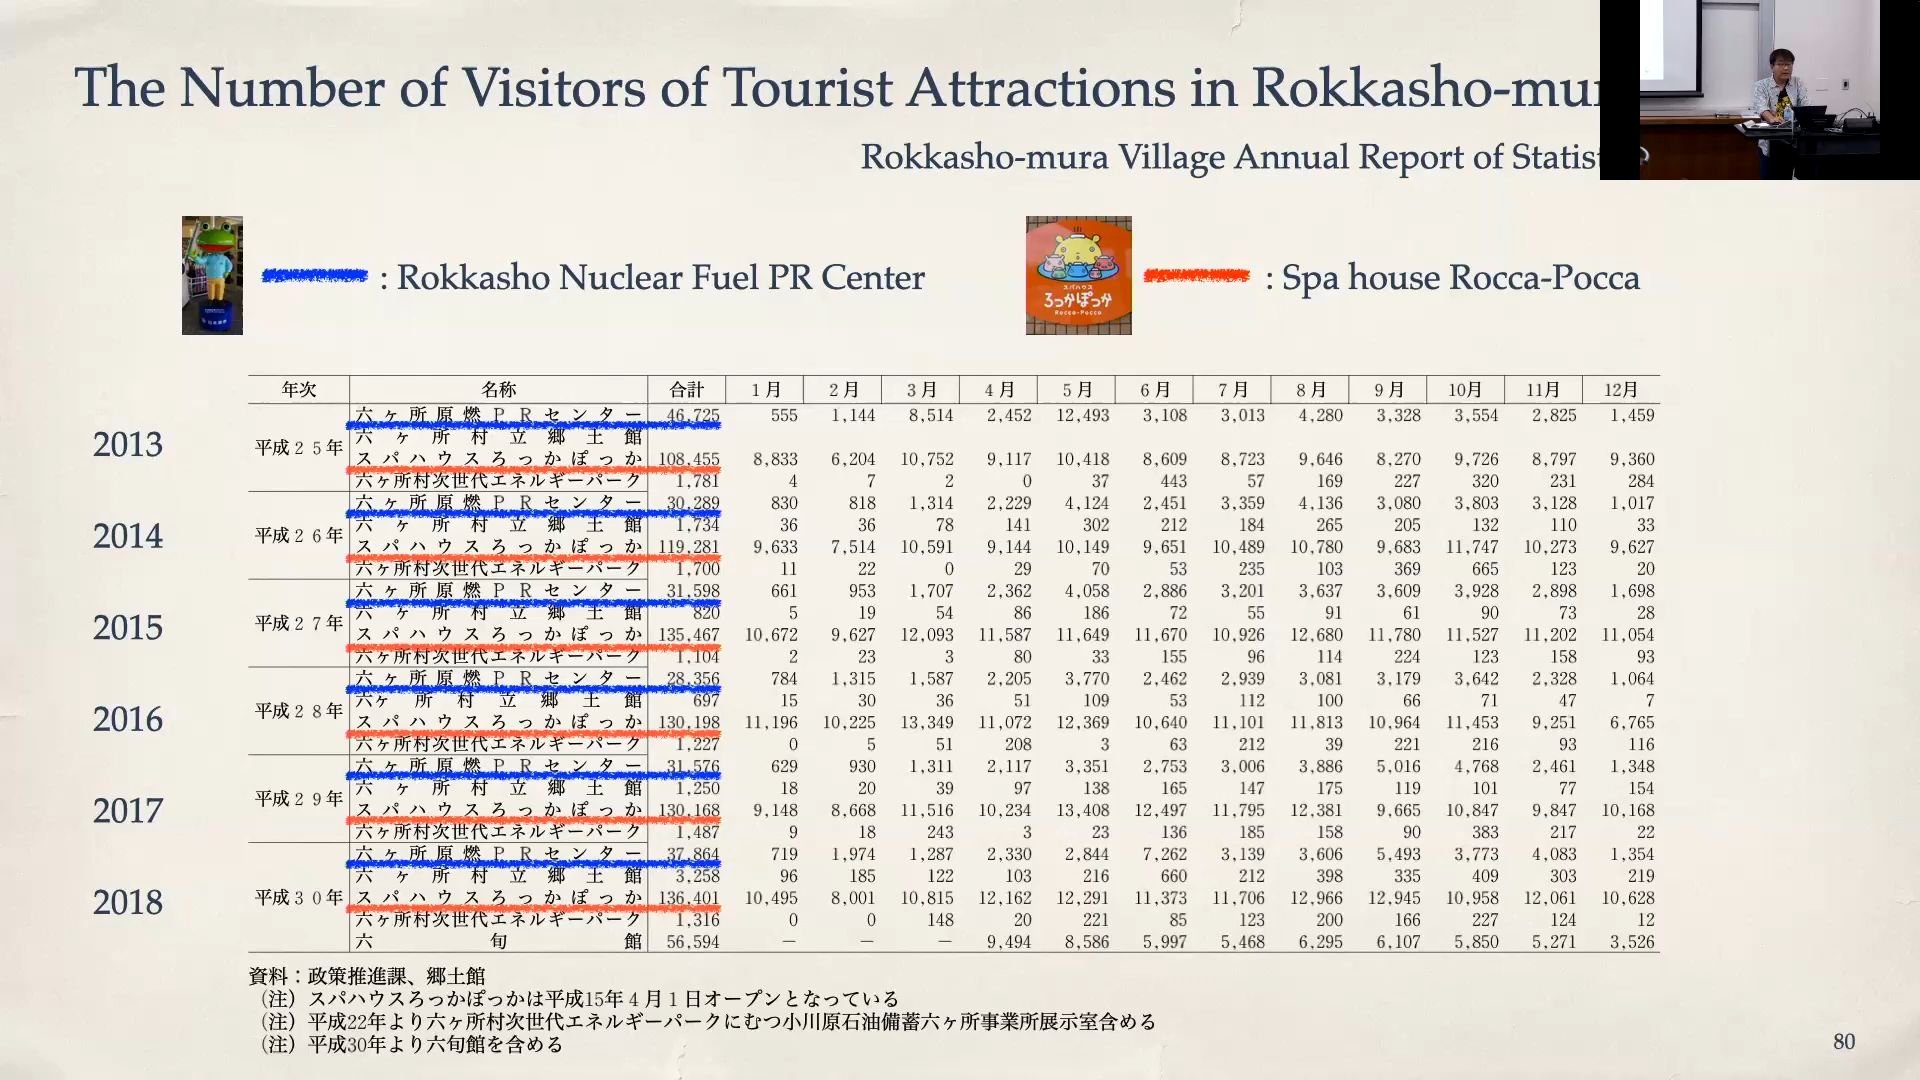 The Number of Visitors of Tourist Attractions in Rokkasho-mur
Rokkasho-mura Village Annual Report of Statist
: Rokkasho Nuclear Fuel PR Center
スパハウス
ろっかぽっか
Rocca-Pocca
: Spa house Rocca-Pocca
年次 名称 合計 1月 2月 3月 4月 5月 6月 7月 8月 9月 10月 11月 12月
2013 平成25年
六ヶ所原燃PRセンター 46,725 555 1,144 8,514 2,452 12,493 3,108 3,013 4,280 3,328 3,554 2,825 1,459
六ヶ所村立郷土館
スパハウスろっかぽっか 108,455 8,833 6,204 10,752 9,117 10,418 8,609 8,723 9,646 8,270 9,726 8,797 9,360
六ヶ所村次世代エネルギーパーク 1,781 4 7 2 0 37 443 57 169 227 320 231 284
2014 平成26年
六ヶ所原燃PRセンター 30,289 830 818 1,314 2,229 4,124 2,451 3,359 4,136 3,080 3,803 3,128 1,017
六ヶ所村立郷土館 1,734 36 36 78 141 302 212 184 265 205 132 110 33
スパハウスろっかぽっか 119,281 9,633 7,514 10,591 9,144 10,149 9,651 10,489 10,780 9,683 11,747 10,273 9,627
六ヶ所村次世代エネルギーパーク 1,700 11 22 0 29 70 53 235 103 369 665 123 20
2015 平成27年
六ヶ所原燃PRセンター 31,598 661 953 1,707 2,362 4,058 2,886 3,201 3,637 3,609 3,928 2,898 1,698
六ヶ所村立郷土館 820 5 19 54 86 186 72 55 91 61 90 73 28
スパハウスろっかぽっか 135,467 10,672 9,627 12,093 11,587 11,649 11,670 10,926 12,680 11,780 11,527 11,202 11,054
六ヶ所村次世代エネルギーパーク 1,104 2 23 3 80 33 155 96 114 224 123 158 93
2016 平成28年
六ヶ所原燃PRセンター 28,356 784 1,315 1,587 2,205 3,770 2,462 2,939 3,081 3,179 3,642 2,328 1,064
六ヶ所村立郷土館 697 15 30 36 51 109 53 112 100 66 71 47 7
スパハウスろっかぽっか 130,198 11,196 10,225 13,349 11,072 12,369 10,640 11,101 11,813 10,964 11,453 9,251 6,765
六ヶ所村次世代エネルギーパーク 1,227 0 5 51 208 3 63 212 39 221 216 93 116
2017 平成29年
六ヶ所原燃PRセンター 31,576 629 930 1,311 2,117 3,351 2,753 3,006 3,886 5,016 4,768 2,461 1,348
六ヶ所村立郷土館 1,250 18 20 39 97 138 165 147 175 119 101 77 154
スパハウスろっかぽっか 130,168 9,148 8,668 11,516 10,234 13,408 12,497 11,795 12,381 9,665 10,847 9,847 10,168
六ヶ所村次世代エネルギーパーク 1,487 9 18 243 3 23 136 185 158 90 383 217 22
2018 平成30年
六ヶ所原燃PRセンター 37,864 719 1,974 1,287 2,330 2,844 7,262 3,139 3,606 5,493 3,773 4,083 1,354
六ヶ所村立郷土館 3,258 96 185 122 103 216 660 212 398 335 409 303 219
スパハウスろっかぽっか 136,401 10,495 8,001 10,815 12,162 12,291 11,373 11,706 12,966 12,945 10,958 12,061 10,628
六ヶ所村次世代エネルギーパーク 1,316 0 0 148 20 221 85 123 200 166 227 124 12
六旬館 56,594 － － － 9,494 8,586 5,997 5,468 6,295 6,107 5,850 5,271 3,526
資料：政策推進課、郷土館
（注）スパハウスろっかぽっかは平成15年4月1日オープンとなっている
（注）平成22年より六ヶ所村次世代エネルギーパークにむつ小川原石油備蓄六ヶ所事業所展示室含める
（注）平成30年より六旬館を含める
80